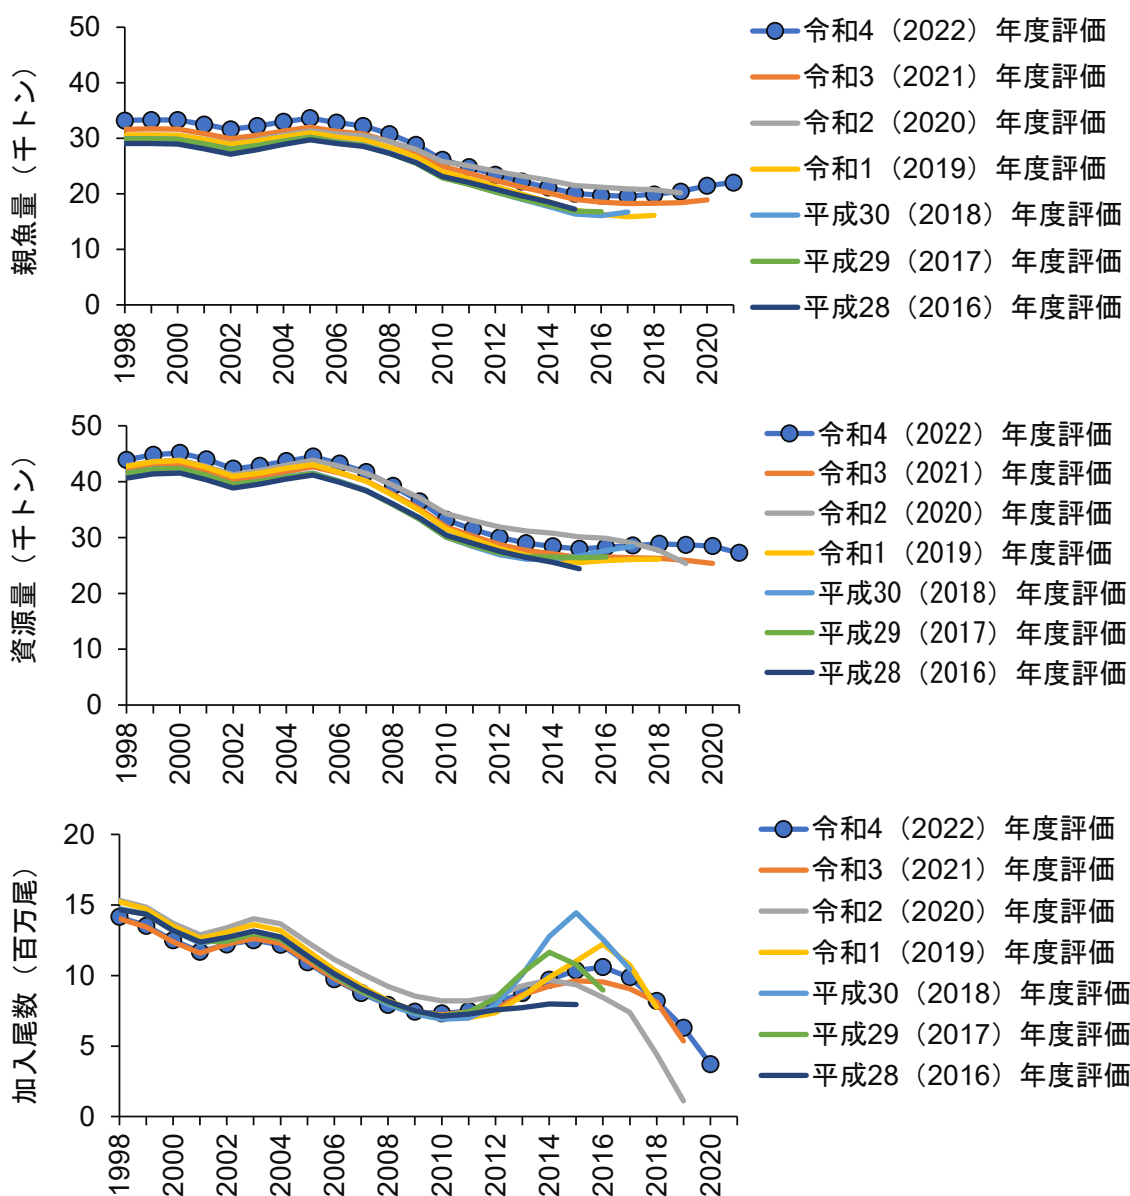 親魚量（千トン）
50
40
30
20
10
0
1998
2000
2002
2004
2006
2008
2010
2012
2014
2016
2018
2020
令和4（2022）年度評価
令和3（2021）年度評価
令和2（2020）年度評価
令和1（2019）年度評価
平成30（2018）年度評価
平成29（2017）年度評価
平成28（2016）年度評価
資源量（千トン）
50
40
30
20
10
0
1998
2000
2002
2004
2006
2008
2010
2012
2014
2016
2018
2020
令和4（2022）年度評価
令和3（2021）年度評価
令和2（2020）年度評価
令和1（2019）年度評価
平成30（2018）年度評価
平成29（2017）年度評価
平成28（2016）年度評価
加入尾数（百万尾）
20
15
10
5
0
1998
2000
2002
2004
2006
2008
2010
2012
2014
2016
2018
2020
令和4（2022）年度評価
令和3（2021）年度評価
令和2（2020）年度評価
令和1（2019）年度評価
平成30（2018）年度評価
平成29（2017）年度評価
平成28（2016）年度評価